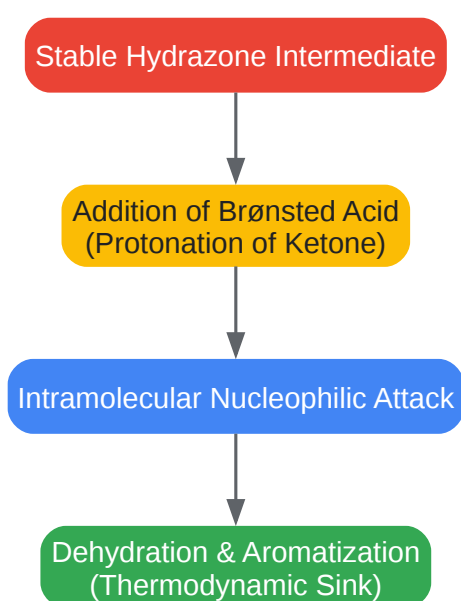 Stable Hydrazone Intermediate
Addition of Brønsted Acid
(Protonation of Ketone)
Intramolecular Nucleophilic Attack
Dehydration & Aromatization
(Thermodynamic Sink)